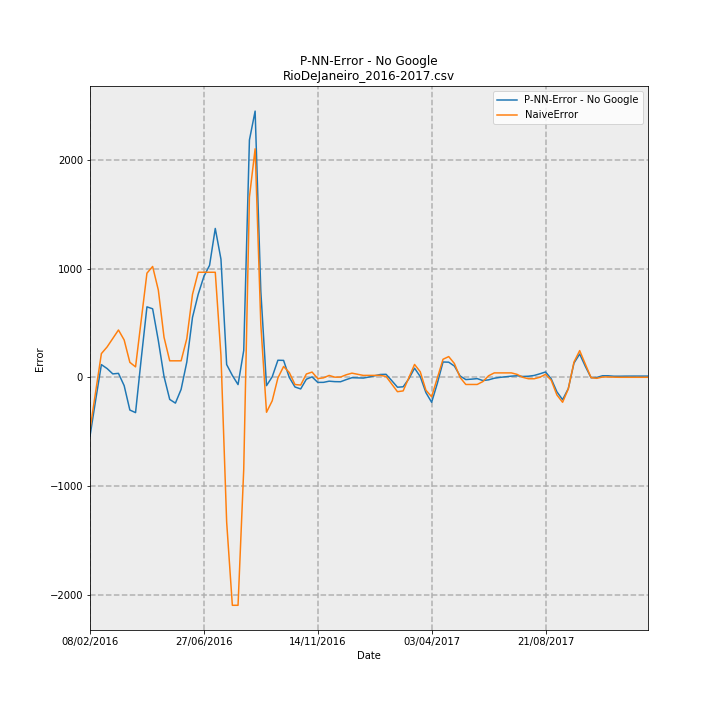 P-NN-Error - No Google
RioDeJaneiro_2016-2017.csv
P-NN-Error - No Google
NaiveError
Error
2000
1000
0
−1000
−2000
08/02/2016 27/06/2016 14/11/2016 03/04/2017 21/08/2017
Date